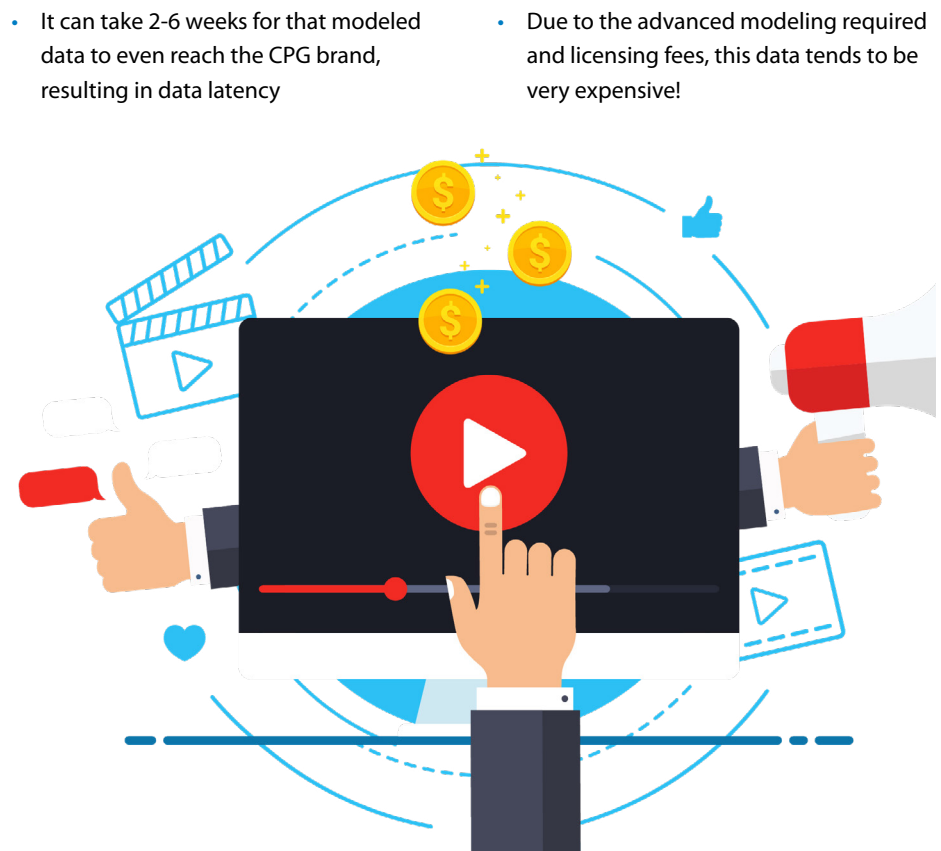 • It can take 2-6 weeks for that modeled
data to even reach the CPG brand,
resulting in data latency
• Due to the advanced modeling required
and licensing fees, this data tends to be
very expensive!
$
$
$